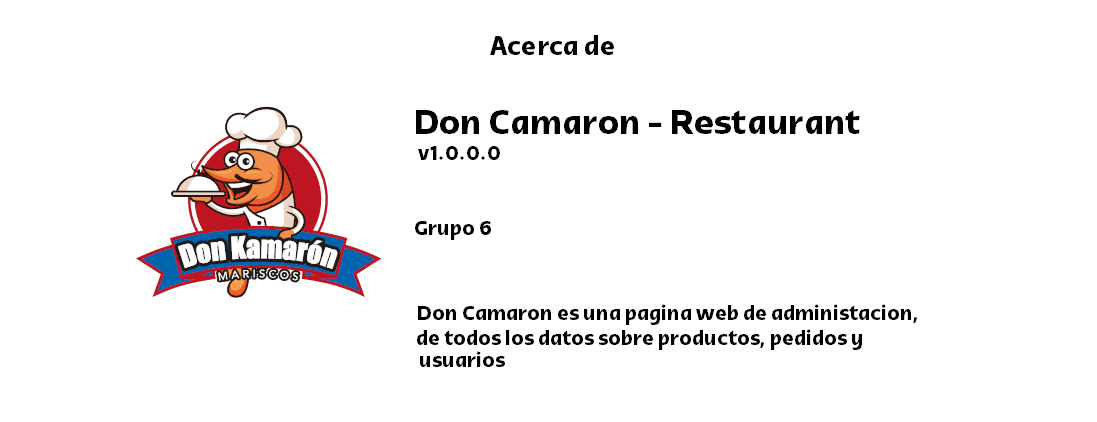 Acerca de
Don Camaron - Restaurant
v1.0.0.0
Grupo 6
Don Kamarón
MARISCOS
Don Camaron es una pagina web de administacion,
de todos los datos sobre productos, pedidos y
usuarios